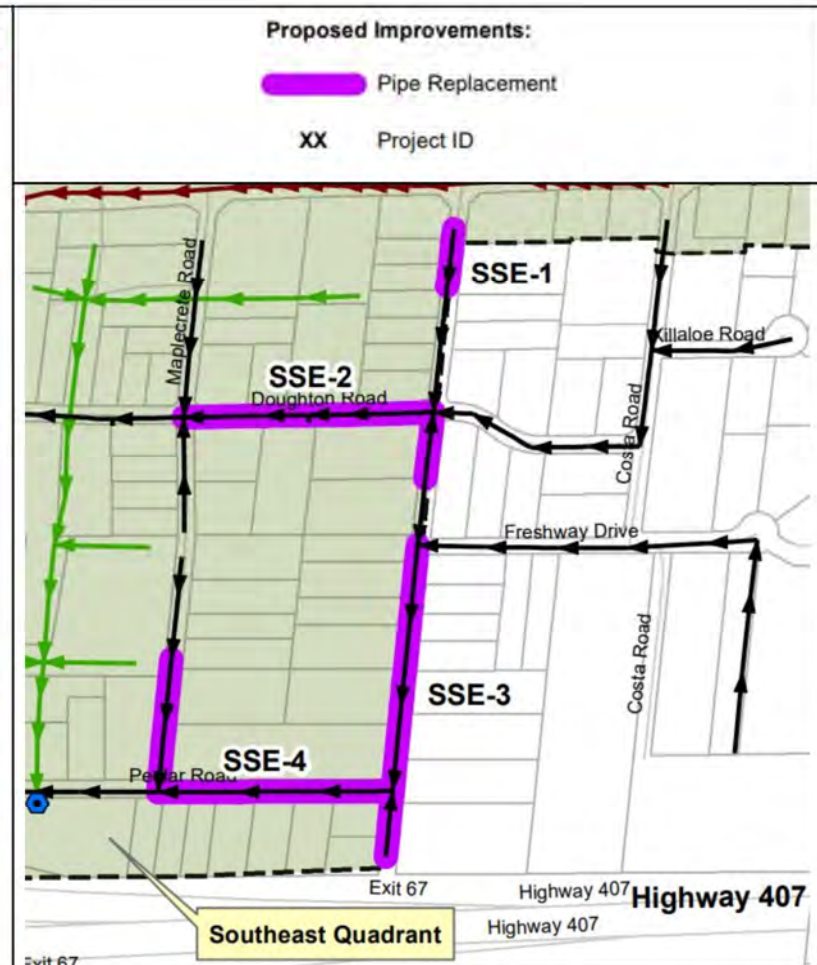 Proposed Improvements:
Pipe Replacement
XX Project ID
SSE-1
Maplecrete Road
Killaloe Road
SSE-2
Doughton Road
Costa Road
Freshway Drive
Costa Road
SSE-3
SSE-4
Road
Exit 67
Highway 407
Highway 407
Highway 407
Southeast Quadrant
Exit 67